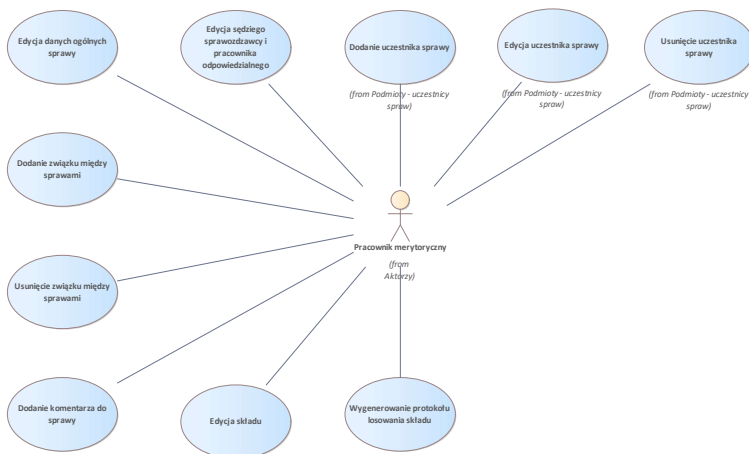 Edycja danych ogólnych
sprawy
Edycja sędziego
sprawozdawcy i
pracownika
odpowiedzialnego
Dodanie uczestnika sprawy
(from Podmioty - uczestnicy
spraw)
Edycja uczestnika sprawy
(from Podmioty - uczestnicy
spraw)
Usunięcie uczestnika
sprawy
(from Podmioty - uczestnicy
spraw)
Dodanie związku między
sprawami
Pracownik merytoryczny
(from
Aktorzy)
Usunięcie związku między
sprawami
Dodanie komentarza do
sprawy
Edycja składu
Wygenerowanie protokołu
losowania składu